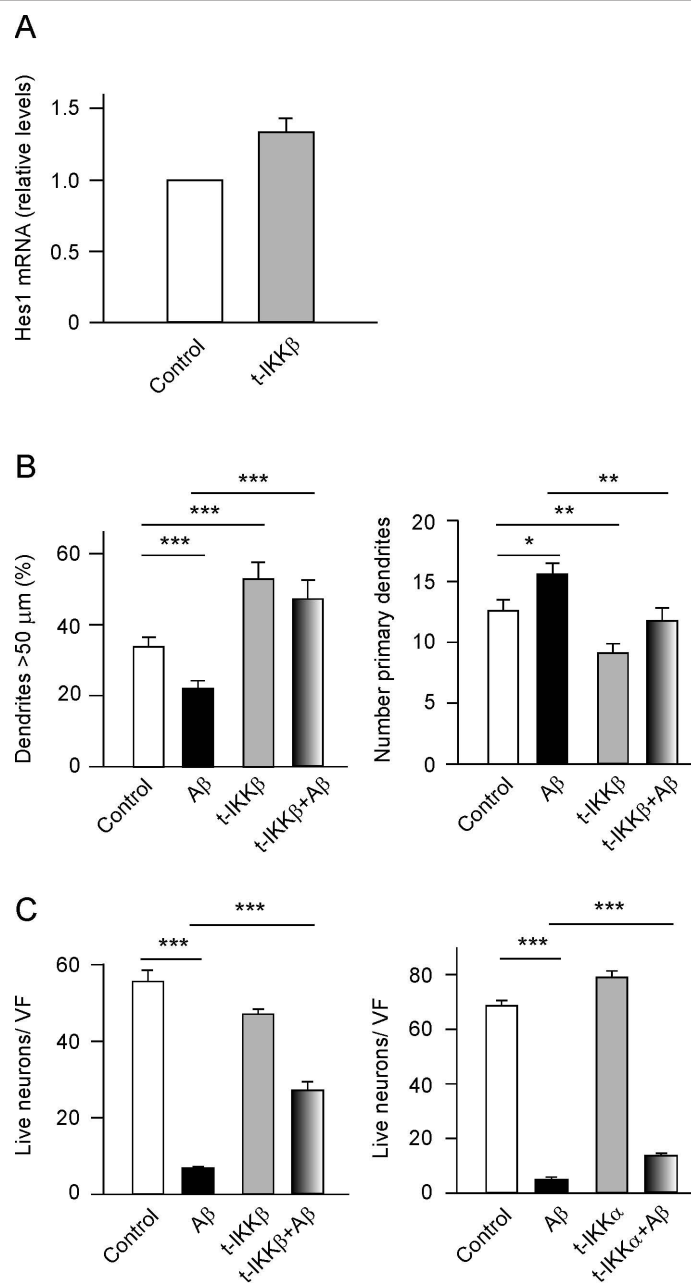 A
Hes1 mRNA (relative levels)
1.5
1.0
0.5
0
Control
t-IKKβ
B
Dendrites >50 μm (%)
60
40
20
0
***
***
***
Control
Aβ
t-IKKβ
t-IKKβ+Aβ
Number primary dendrites
20
15
10
5
0
**
**
*
Control
Aβ
t-IKKβ
t-IKKβ+Aβ
C
Live neurons/ VF
60
40
20
0
***
***
Control
Aβ
t-IKKβ
t-IKKβ+Aβ
Live neurons/ VF
80
60
40
20
0
***
***
Control
Aβ
t-IKKα
t-IKKα+Aβ